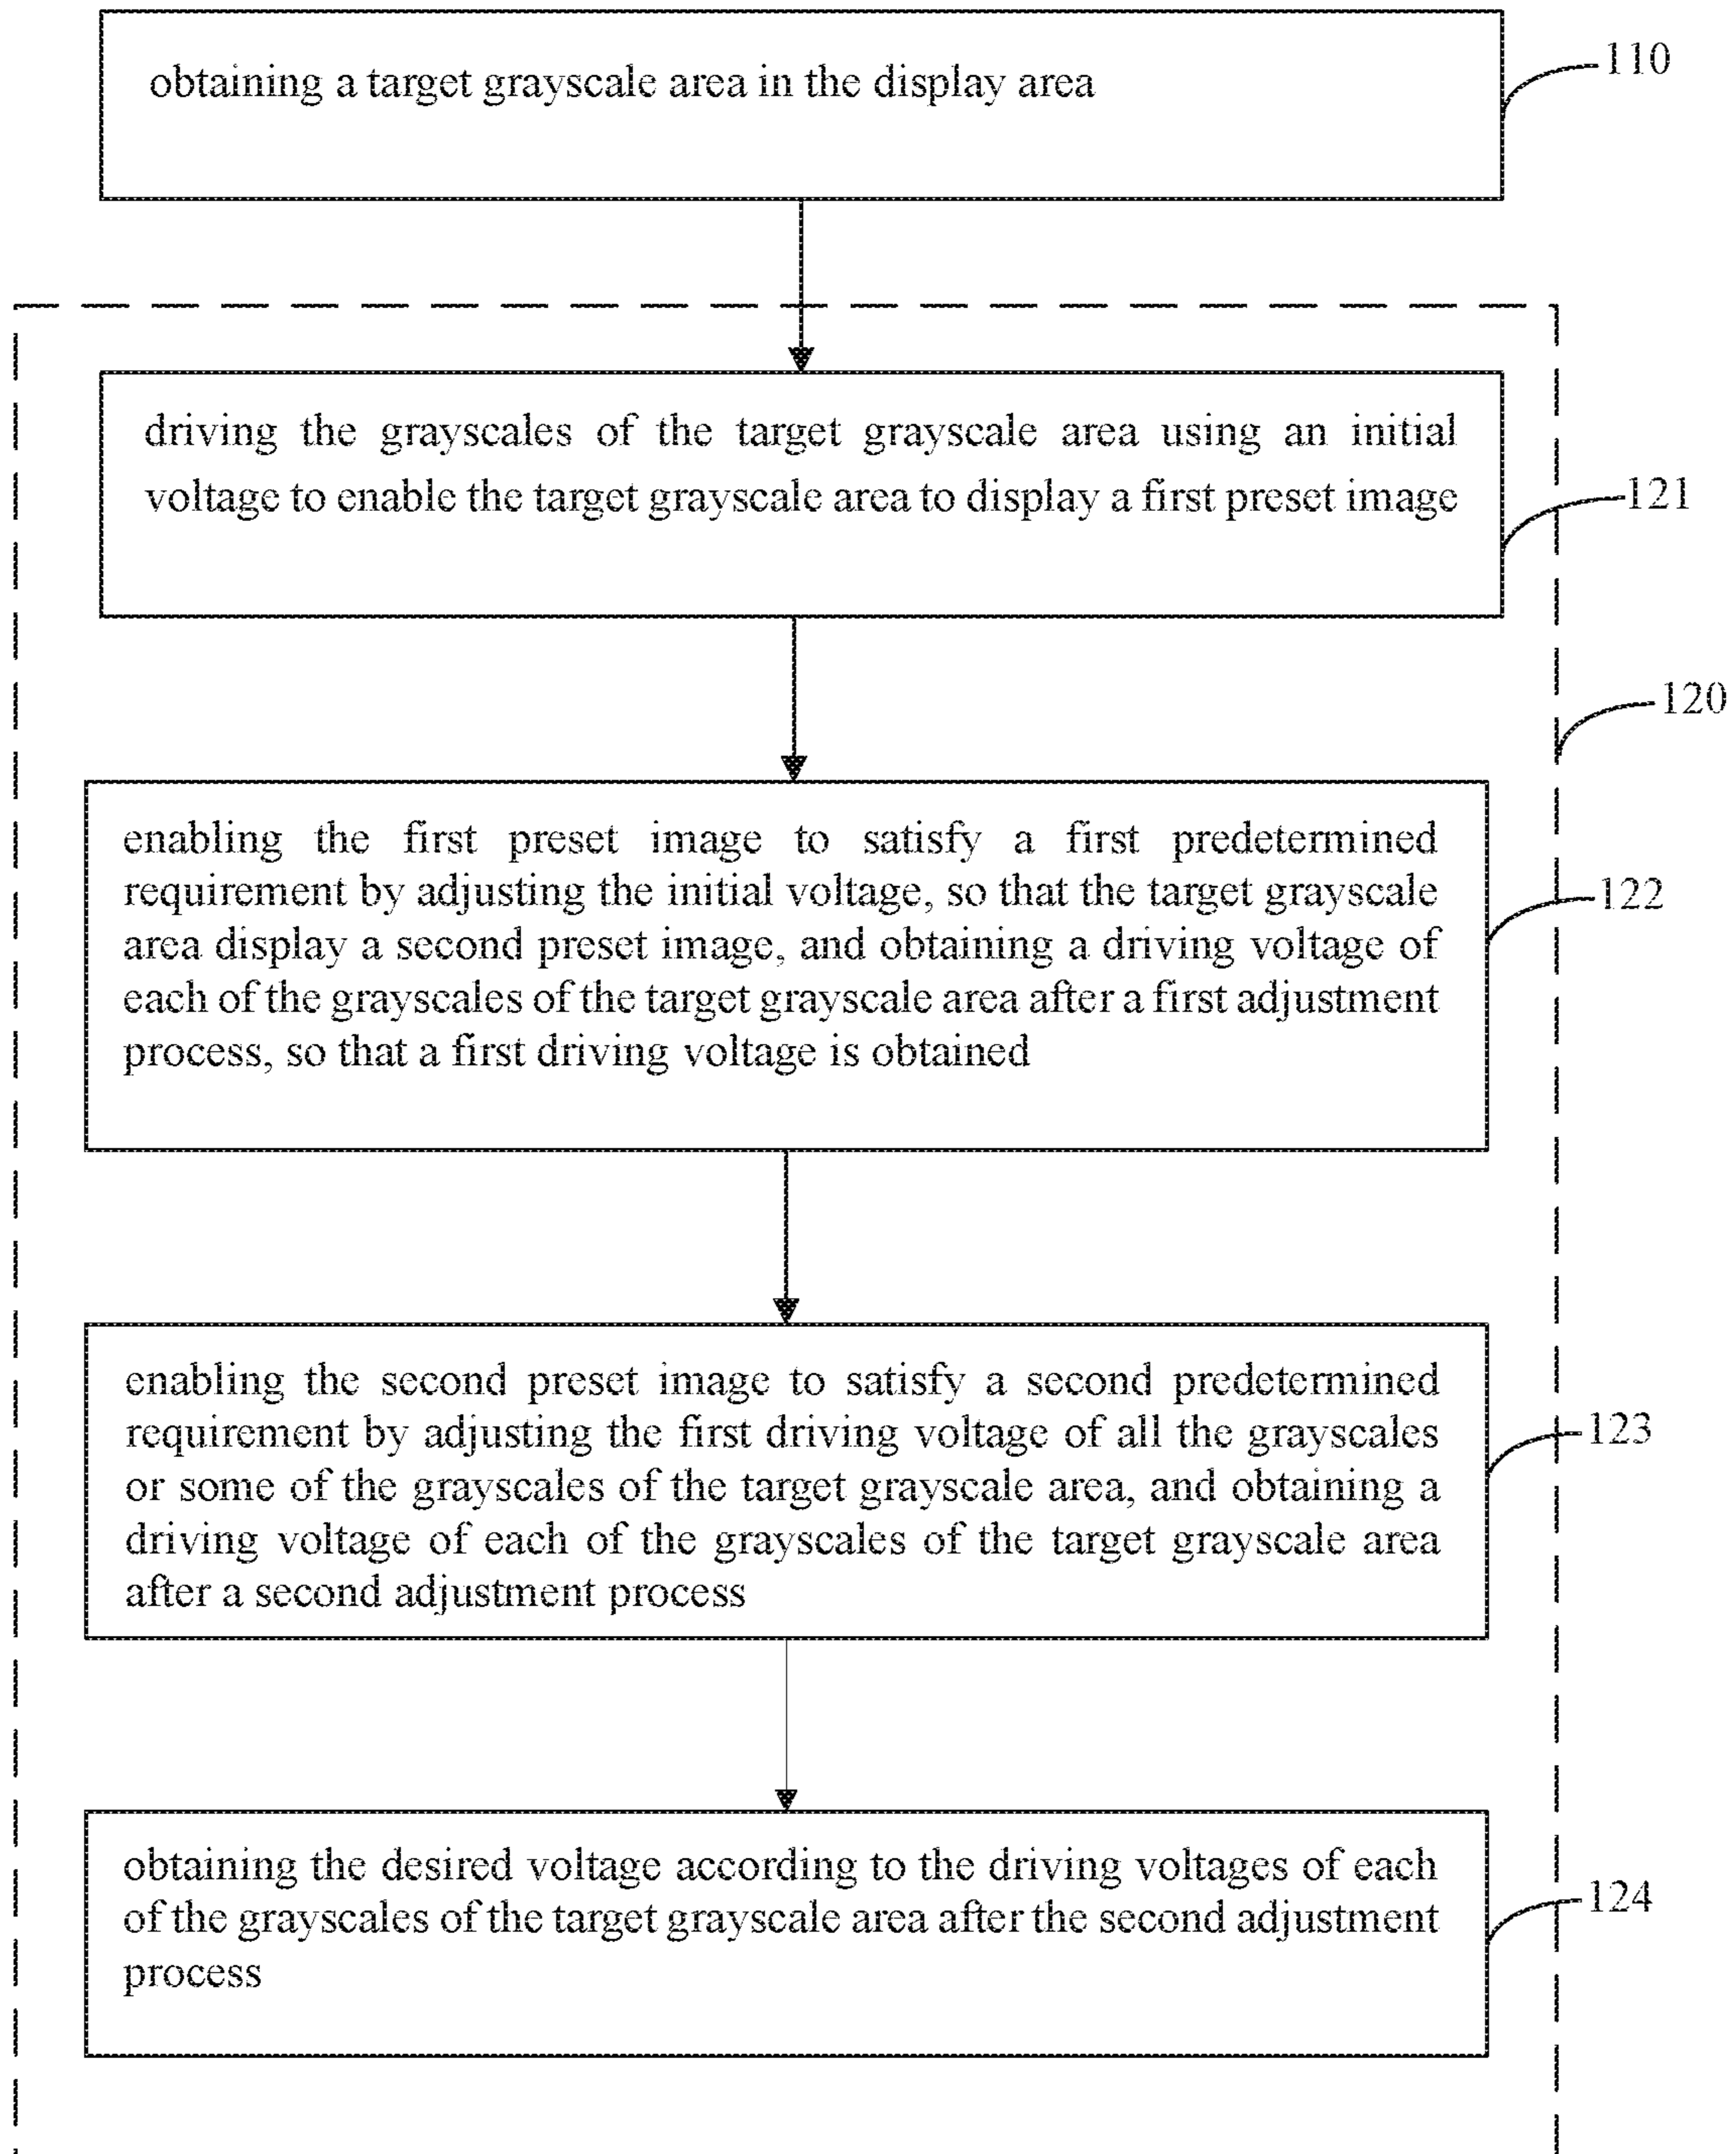 obtaining a target grayscale area in the display area
110
driving the grayscales of the target grayscale area using an initial
voltage to enable the target grayscale area to display a first preset image
121
120
enabling the first preset image to satisfy a first predetermined
requirement by adjusting the initial voltage, so that the target grayscale
area display a second preset image, and obtaining a driving voltage of
each of the grayscales of the target grayscale area after a first adjustment
process, so that a first driving voltage is obtained
122
enabling the second preset image to satisfy a second predetermined
requirement by adjusting the first driving voltage of all the grayscales
or some of the grayscales of the target grayscale area, and obtaining a
driving voltage of each of the grayscales of the target grayscale area
after a second adjustment process
123
obtaining the desired voltage according to the driving voltages of each
of the grayscales of the target grayscale area after the second adjustment
process
124